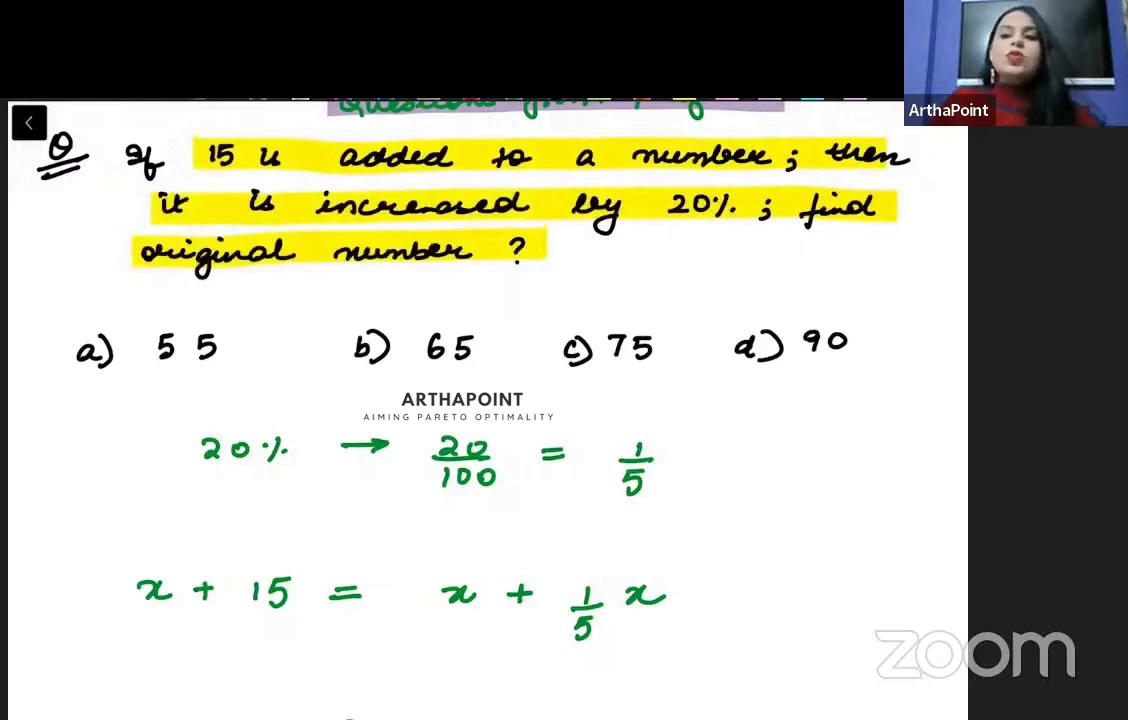 ArthaPoint
Q If 15 is added to a number; then
it is increased by 20%; find
original number?
a) 55 b) 65 c) 75 d) 90
ARTHAPOINT
AIMING PARETO OPTIMALITY
20% → 20/100 = 1/5
x + 15 = x + 1/5 x
zoom